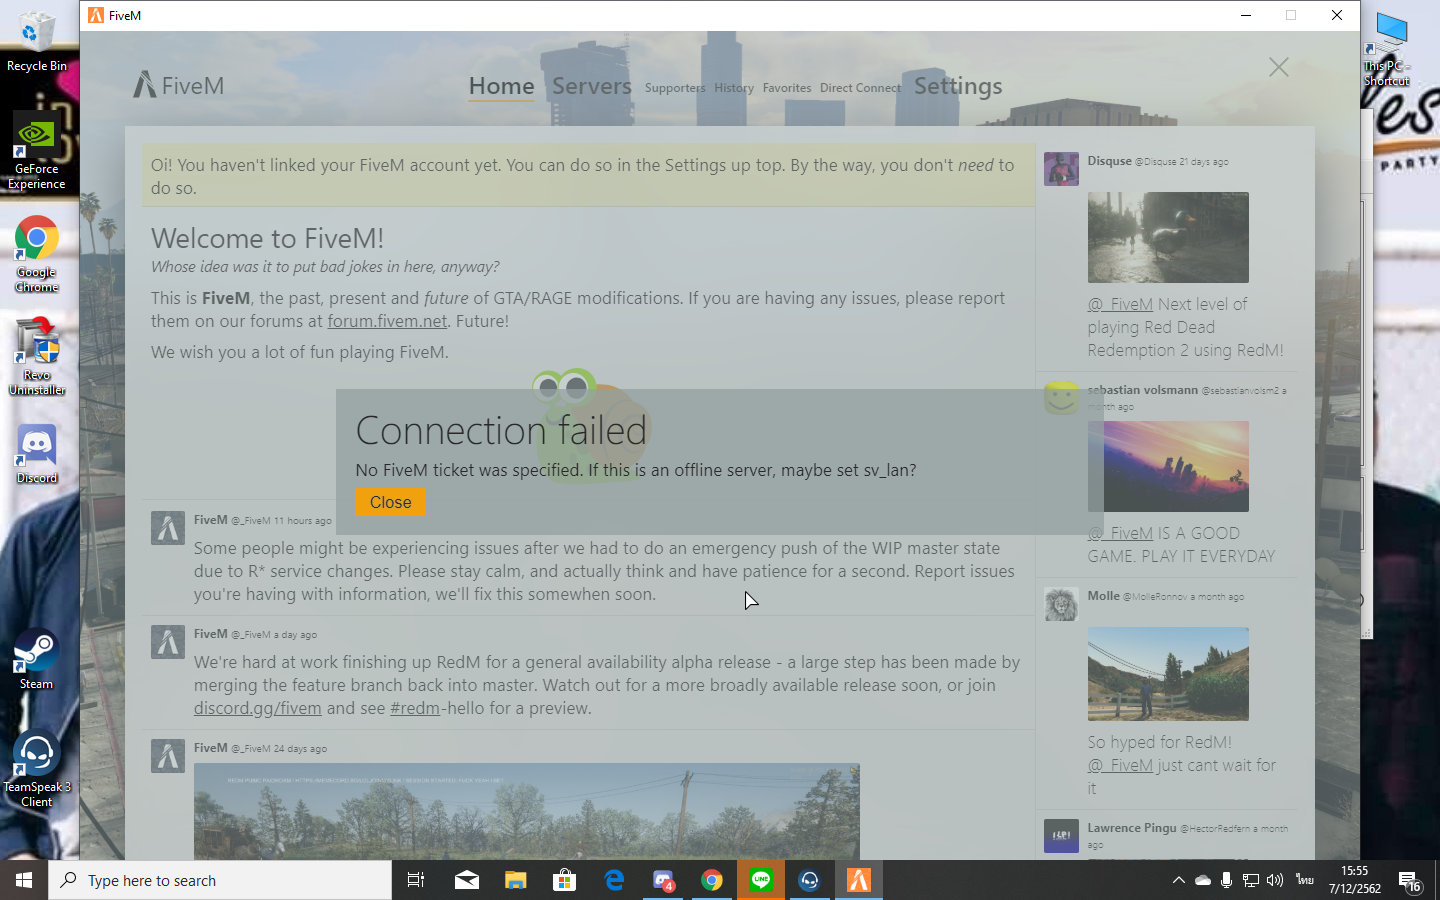 FiveM
Recycle Bin
GeForce
Experience
Google
Chrome
Revo
Uninstaller
Discord
Steam
TeamSpeak 3
Client
This PC -
Shortcut
PARTY
FiveM
Home Servers Supporters History Favorites Direct Connect Settings
Oi! You haven't linked your FiveM account yet. You can do so in the Settings up top. By the way, you don't need to
do so.
Welcome to FiveM!
Whose idea was it to put bad jokes in here, anyway?
This is FiveM, the past, present and future of GTA/RAGE modifications. If you are having any issues, please report
them on our forums at forum.fivem.net. Future!
We wish you a lot of fun playing FiveM.
Connection failed
No FiveM ticket was specified. If this is an offline server, maybe set sv_lan?
Close
FiveM @_FiveM 11 hours ago
Some people might be experiencing issues after we had to do an emergency push of the WIP master state
due to R* service changes. Please stay calm, and actually think and have patience for a second. Report issues
you're having with information, we'll fix this somewhen soon.
FiveM @_FiveM a day ago
We're hard at work finishing up RedM for a general availability alpha release - a large step has been made by
merging the feature branch back into master. Watch out for a more broadly available release soon, or join
discord.gg/fivem and see #redm-hello for a preview.
FiveM @_FiveM 24 days ago
Disquse @Disquse 21 days ago
@_FiveM Next level of
playing Red Dead
Redemption 2 using RedM!
sebastian volsmann @sebastianvolsm2 a
month ago
@_FiveM IS A GOOD
GAME. PLAY IT EVERYDAY
Molle @MolleRonnov a month ago
So hyped for RedM!
@_FiveM just cant wait for
it
Lawrence Pingu @HectorRedfern a month
ago
Type here to search
4
LINE
ไทย
15:55
7/12/2562
16